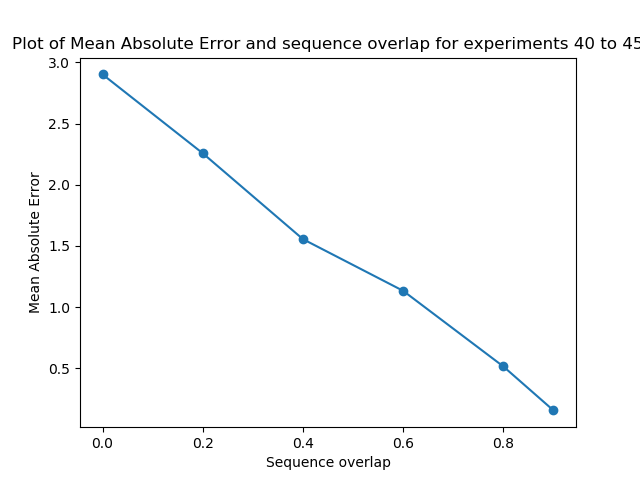 Plot of Mean Absolute Error and sequence overlap for experiments 40 to 45
3.0
2.5
2.0
1.5
1.0
0.5
Mean Absolute Error
0.0 0.2 0.4 0.6 0.8
Sequence overlap